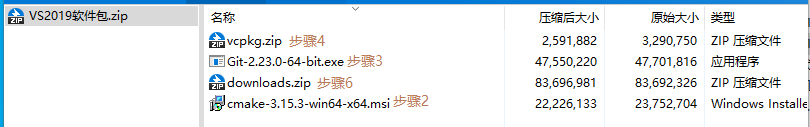 VS2019软件包.zip
名称 压缩后大小 原始大小 类型
vcpkg.zip 步骤4 2,591,882 3,290,750 ZIP 压缩文件
Git-2.23.0-64-bit.exe 步骤3 47,550,220 47,701,816 应用程序
downloads.zip 步骤6 83,696,981 83,692,326 ZIP 压缩文件
cmake-3.15.3-win64-x64.msi 步骤2 22,226,133 23,752,704 Windows Installe